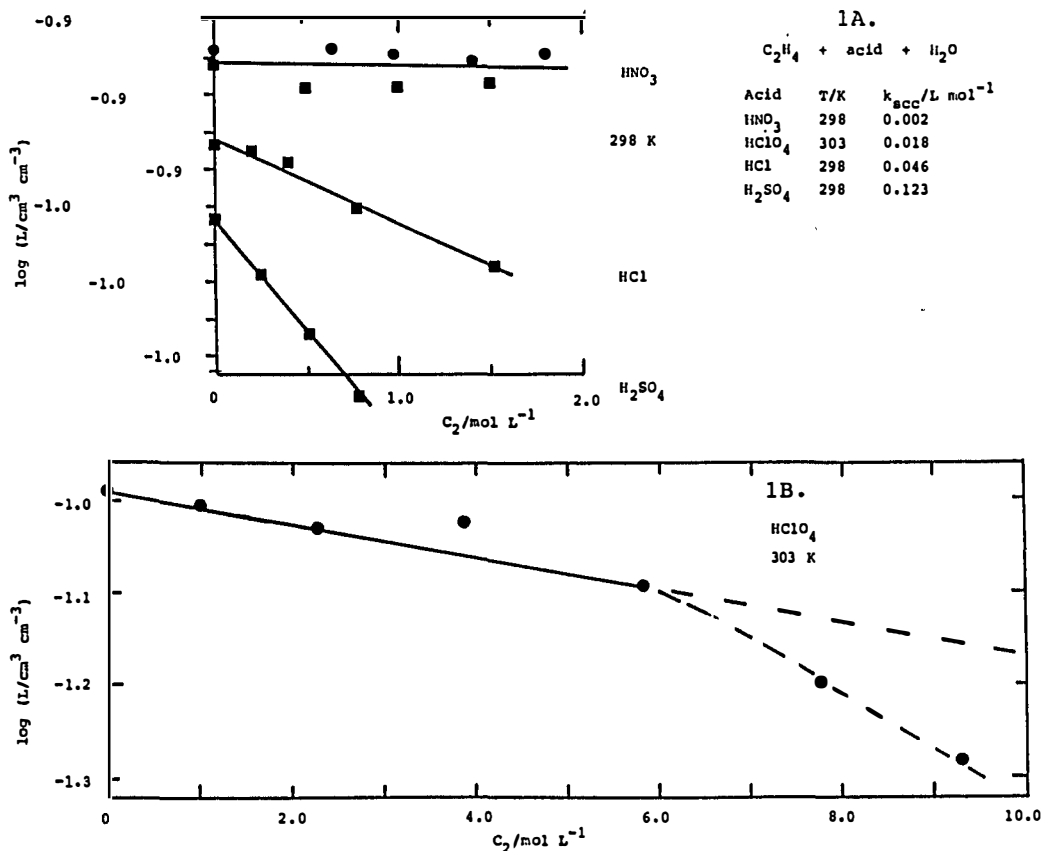 1A.
C2H4 + acid + H2O
Acid T/K kscc/L mol-1
HNO3 298 0.002
HClO4 303 0.018
HCl 298 0.046
H2SO4 298 0.123
log (L/cm3 cm-3)
-0.9
-0.9
-0.9
-1.0
-1.0
-1.0
HNO3
298 K
HCl
H2SO4
0 1.0 2.0
C2/mol L-1
1B.
HClO4
303 K
log (L/cm3 cm-3)
-1.0
-1.1
-1.2
-1.3
0 2.0 4.0 6.0 8.0 10.0
C2/mol L-1